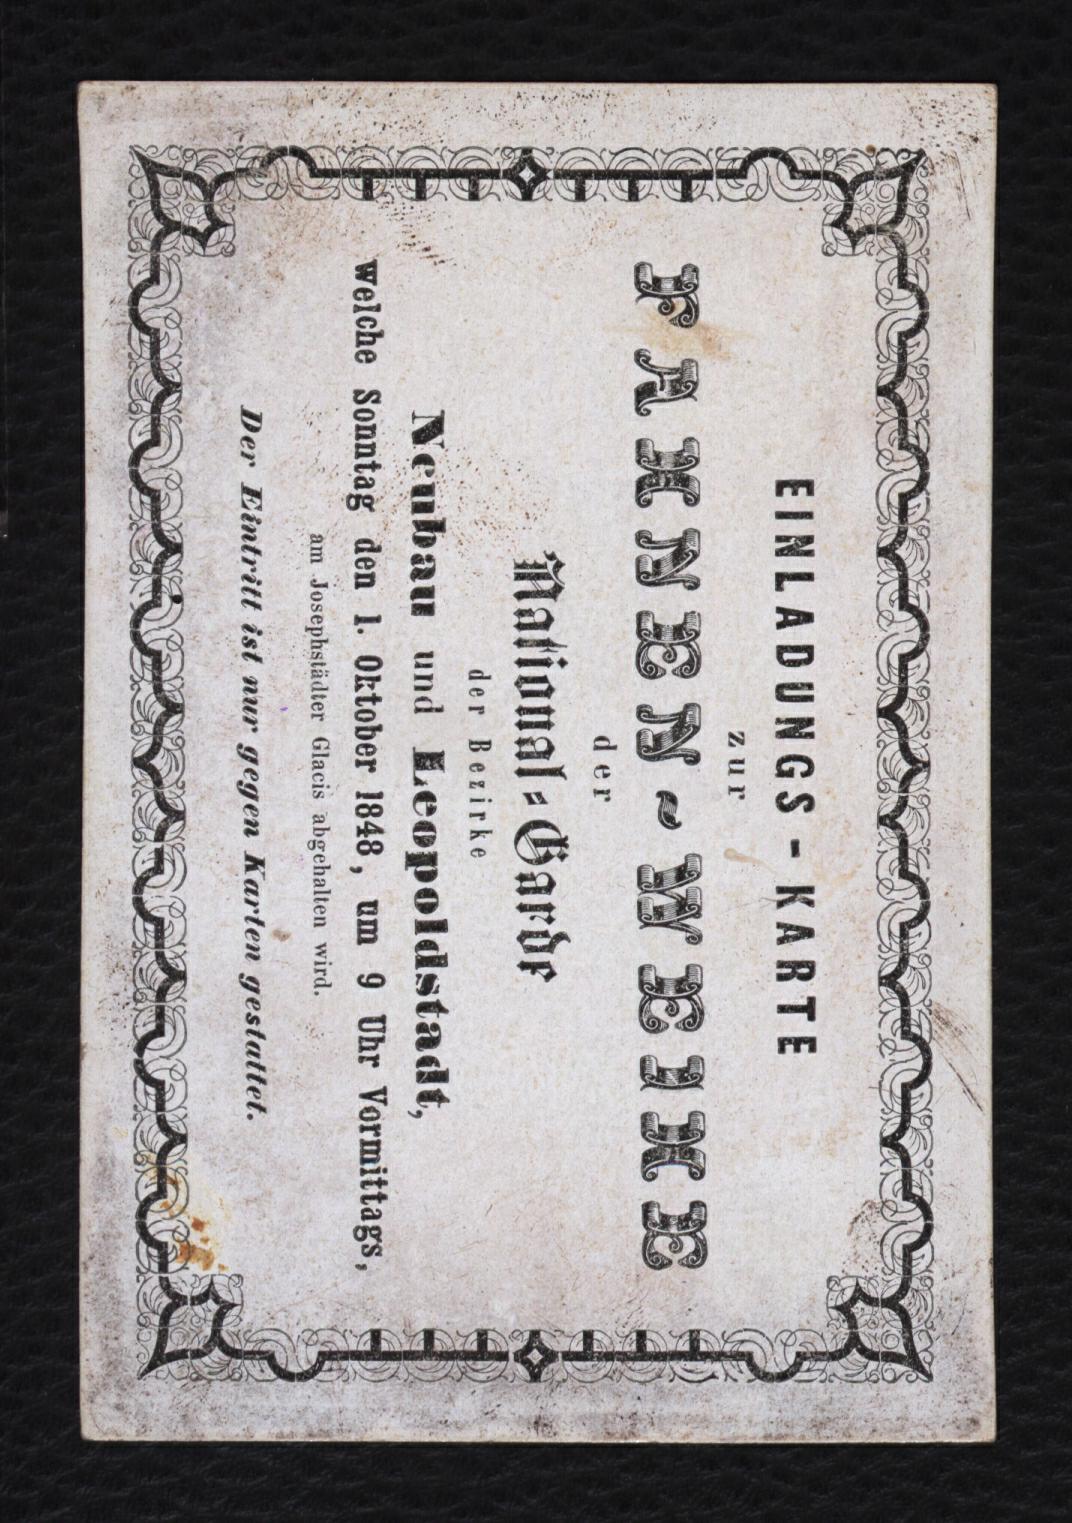 EINLADUNGS-KARTE
zur
FAHNEN-WEIHE
der
National-Garde
der Bezirke
Neubau und Leopoldstadt,
welche Sonntag den 1. Oktober 1848, um 9 Uhr Vormittags,
am Josephstädter Glacis abgehalten wird.
Der Eintritt ist nur gegen Karten gestattet.